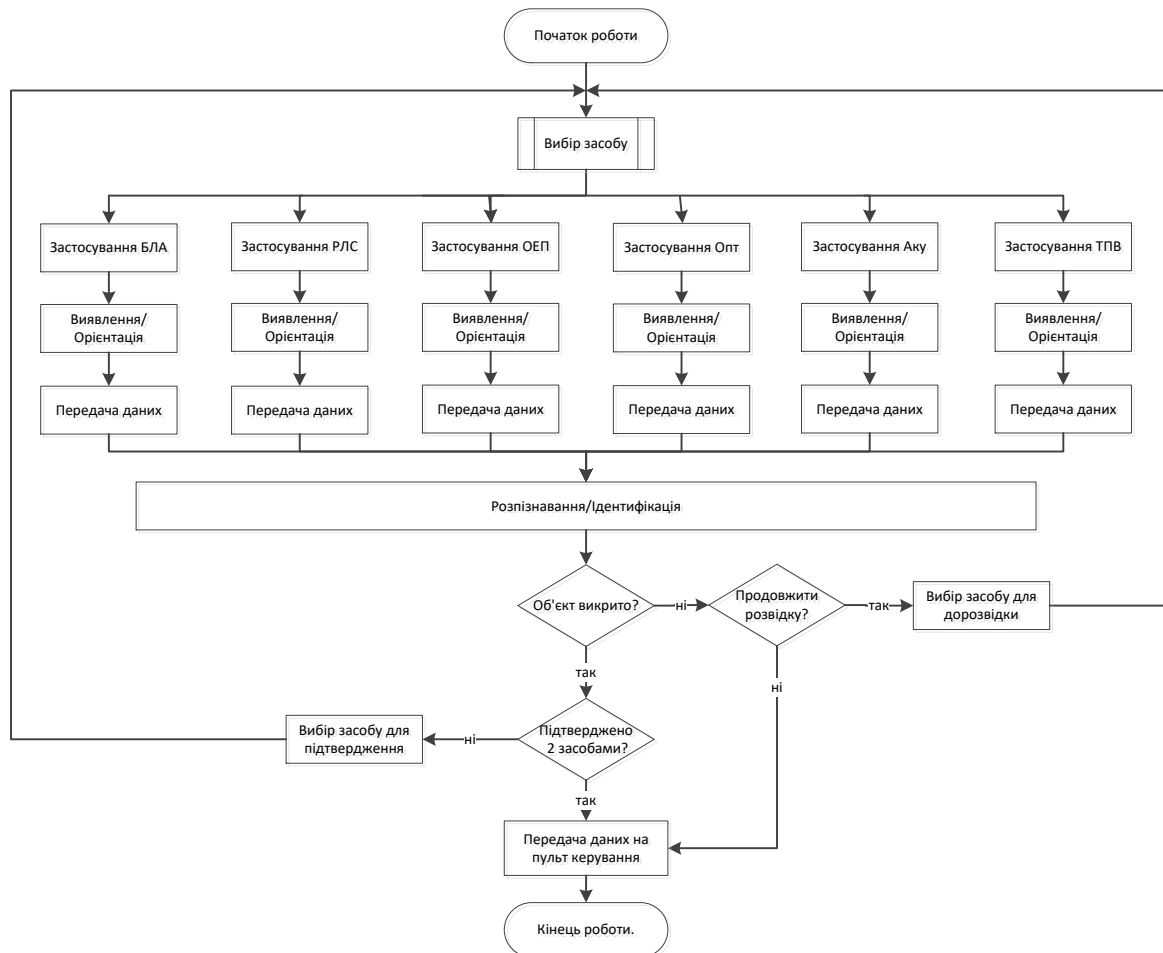 Початок роботи
Вибір засобу
Застосування БЛА
Застосування РЛС
Застосування ОЕП
Застосування Опт
Застосування Аку
Застосування ТПВ
Виявлення/
Орієнтація
Виявлення/
Орієнтація
Виявлення/
Орієнтація
Виявлення/
Орієнтація
Виявлення/
Орієнтація
Виявлення/
Орієнтація
Передача даних
Передача даних
Передача даних
Передача даних
Передача даних
Передача даних
Розпізнавання/Ідентифікація
Об'єкт викрито?
ні
Продовжити
розвідку?
так
Вибір засобу для
дорозвідки
так
ні
Вибір засобу для
підтвердження
ні
Підтверджено
2 засобами?
так
Передача даних на
пульт керування
Кінець роботи.